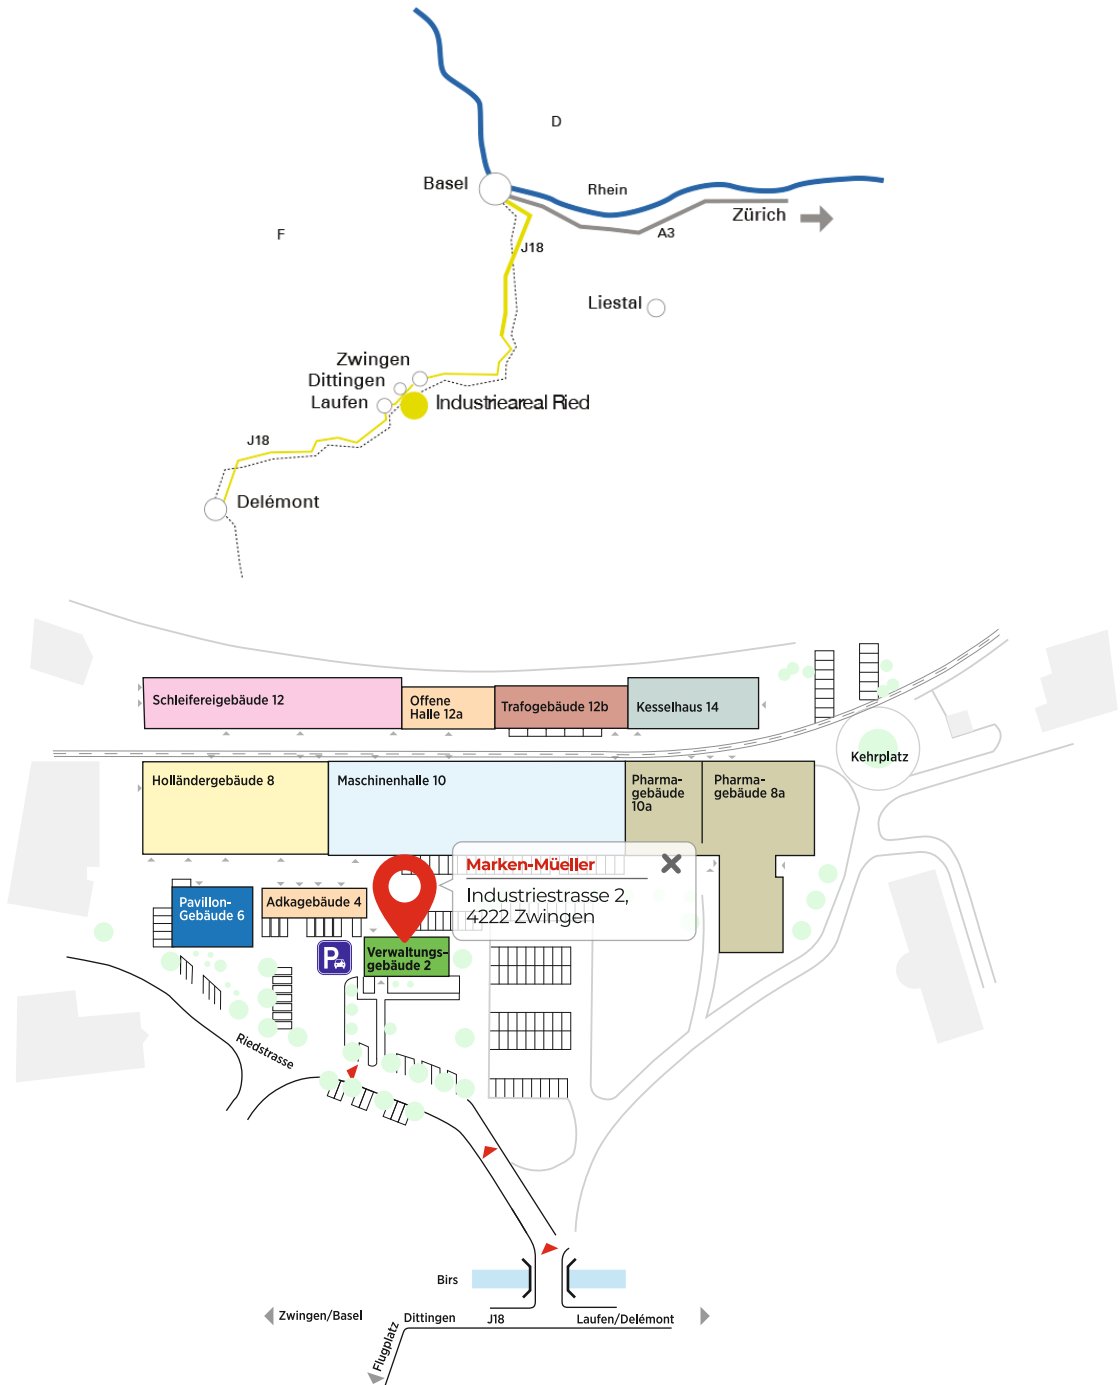 D
Basel
Rhein
Zürich
F
A3
J18
Liestal
Zwingen
Dittingen
Laufen
Industrieareal Ried
J18
Delémont
Schleifereigebäude 12
Offene
Halle 12a
Trafogebäude 12b
Kesselhaus 14
Kehrplatz
Holländergebäude 8
Maschinenhalle 10
Pharma-
gebäude
10a
Pharma-
gebäude 8a
Marken-Müeller
Industriestrasse 2,
4222 Zwingen
Pavillon-
Gebäude 6
Adkagebäude 4
P
Verwaltungs-
gebäude 2
Riedstrasse
Birs
Zwingen/Basel
Dittingen
J18
Laufen/Delémont
Flugplatz